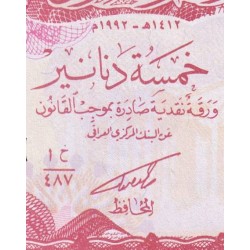 ١٤١٢هـ - ١٩٩٢م
خمسة دنانير
ورقة نقدية صادرة بموجب القانون
عن البنك المركزي العراقي
خ ١
٤٨٧
المحافظ